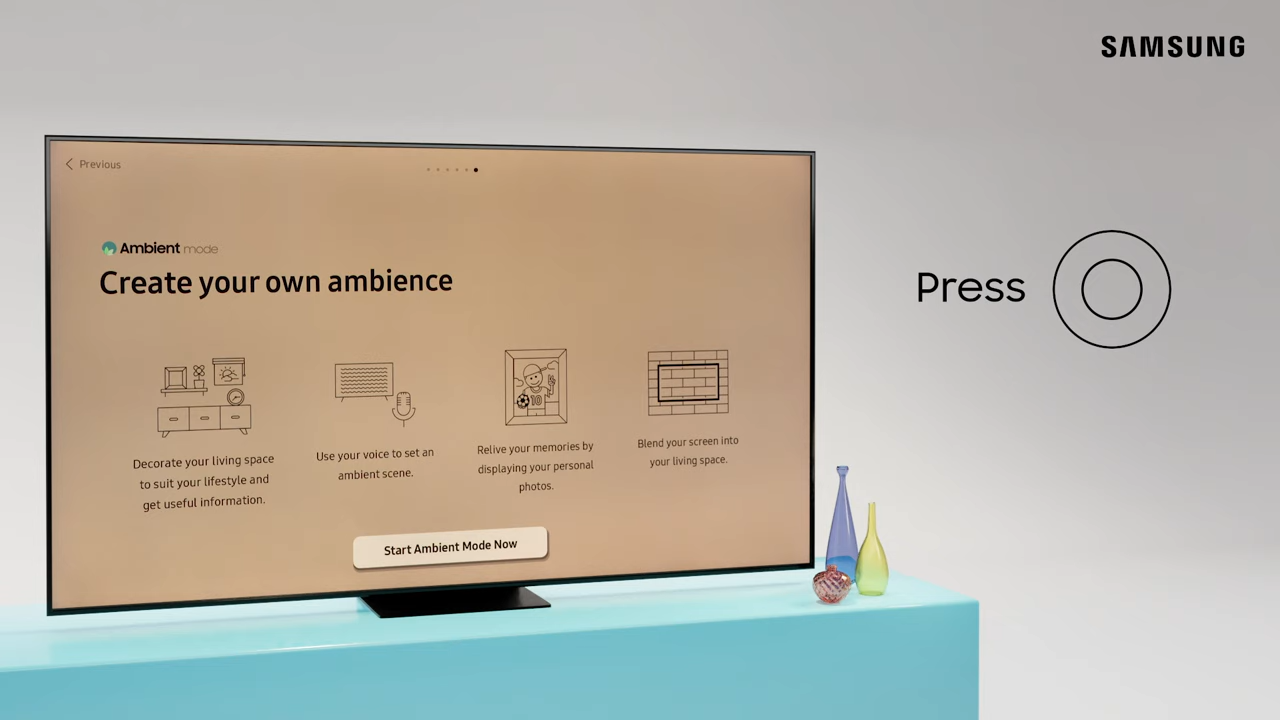 SAMSUNG
Previous
Ambient mode
Create your own ambience
Press
10
Decorate your living space
to suit your lifestyle and
get useful information.
Use your voice to set an
ambient scene.
Relive your memories by
displaying your personal
photos.
Blend your screen into
your living space.
Start Ambient Mode Now